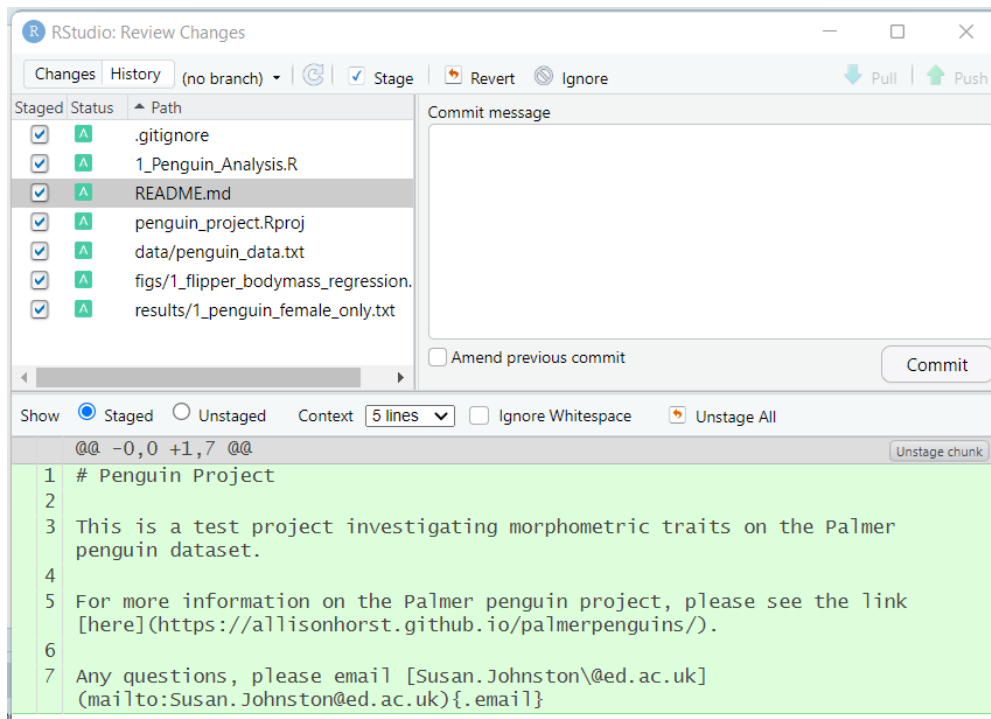 R RStudio: Review Changes
Changes History (no branch) Stage Revert Ignore Pull Push
Staged Status Path
Commit message
A .gitignore
A 1_Penguin_Analysis.R
A README.md
A penguin_project.Rproj
A data/penguin_data.txt
A figs/1_flipper_bodymass_regression.
A results/1_penguin_female_only.txt
Amend previous commit
Commit
Show Staged Unstaged Context 5 lines Ignore Whitespace Unstage All
@@ -0,0 +1,7 @@ Unstage chunk
1 # Penguin Project
2
3 This is a test project investigating morphometric traits on the Palmer
penguin dataset.
4
5 For more information on the Palmer penguin project, please see the link
[here](https://allisonhorst.github.io/palmerpenguins/).
6
7 Any questions, please email [Susan.Johnston\@ed.ac.uk]
(mailto:Susan.Johnston@ed.ac.uk){.email}